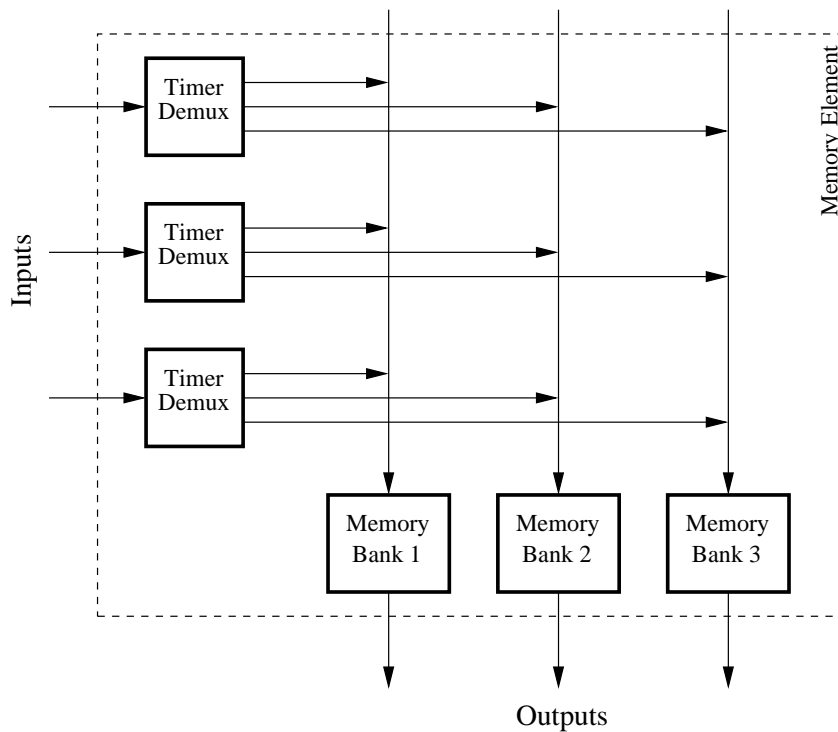 Timer
Demux
Memory Element
Timer
Demux
Inputs
Timer
Demux
Memory
Bank 1
Memory
Bank 2
Memory
Bank 3
Outputs